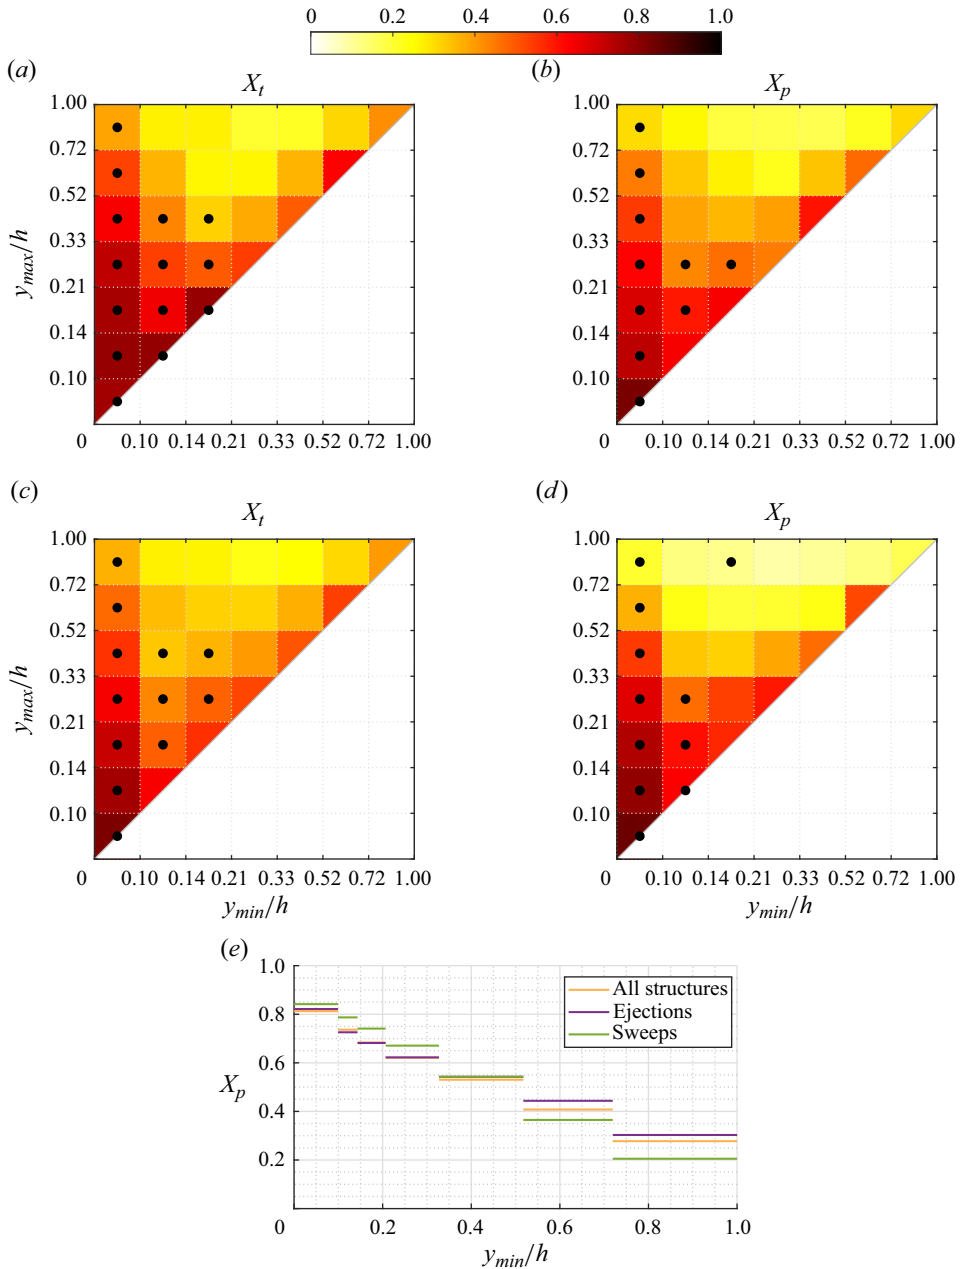 0 0.2 0.4 0.6 0.8 1.0
(a) (b)
X_t X_p
1.00 1.00
0.72 0.72
0.52 0.52
0.33 0.33
y_max/h
0.21 0.21
0.14 0.14
0.10 0.10
0 0.10 0.14 0.21 0.33 0.52 0.72 1.00 0 0.10 0.14 0.21 0.33 0.52 0.72 1.00
(c) (d)
X_t X_p
1.00 1.00
0.72 0.72
0.52 0.52
0.33 0.33
y_max/h
0.21 0.21
0.14 0.14
0.10 0.10
0 0.10 0.14 0.21 0.33 0.52 0.72 1.00 0 0.10 0.14 0.21 0.33 0.52 0.72 1.00
y_min/h y_min/h
(e)
1.0
All structures
0.8
Ejections
Sweeps
0.6
X_p
0.4
0.2
0 0.2 0.4 0.6 0.8 1.0
y_min/h